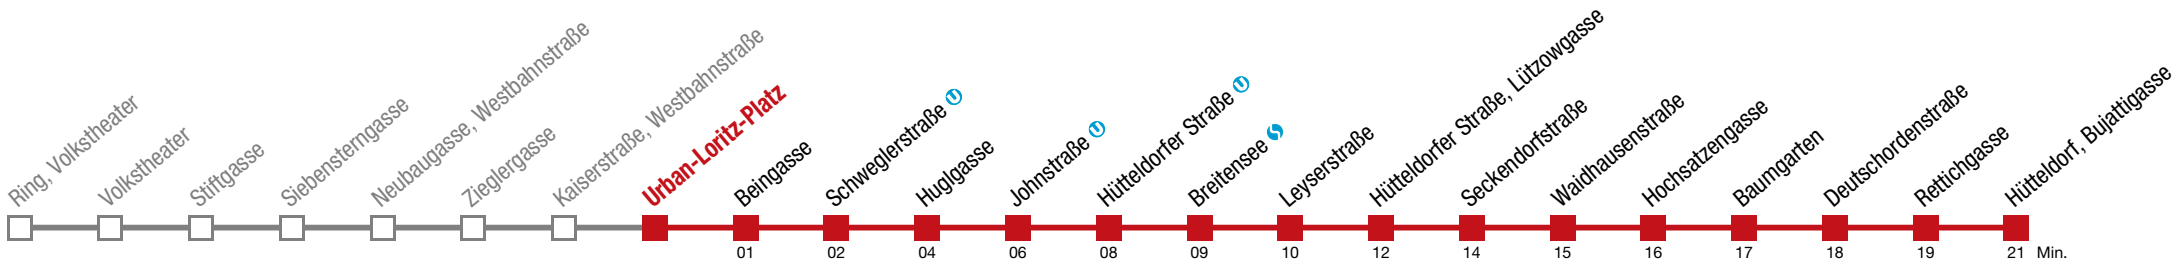 Ring, Volkstheater
Volkstheater
Stiftgasse
Siebensterngasse
Neubaugasse, Westbahnstraße
Zieglergasse
Kaiserstraße, Westbahnstraße
Urban-Loritz-Platz
Beingasse
Schweglerstraße U
Huglgasse
Johnstraße U
Hütteldorfer Straße U
Breitensee S
Leyserstraße
Hütteldorfer Straße, Lützowgasse
Seckendorfstraße
Waidhausenstraße
Hochsatzengasse
Baumgarten
Deutschordenstraße
Rettichgasse
Hütteldorf, Bujattigasse
01 02 04 06 08 09 10 12 14 15 16 17 18 19 21 Min.